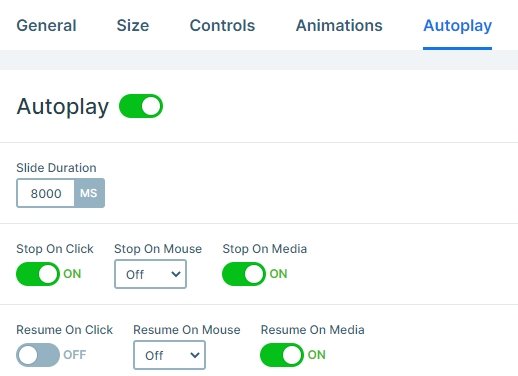 General Size Controls Animations Autoplay
Autoplay
Slide Duration
8000 MS
Stop On Click Stop On Mouse Stop On Media
ON Off ON
Resume On Click Resume On Mouse Resume On Media
OFF Off ON